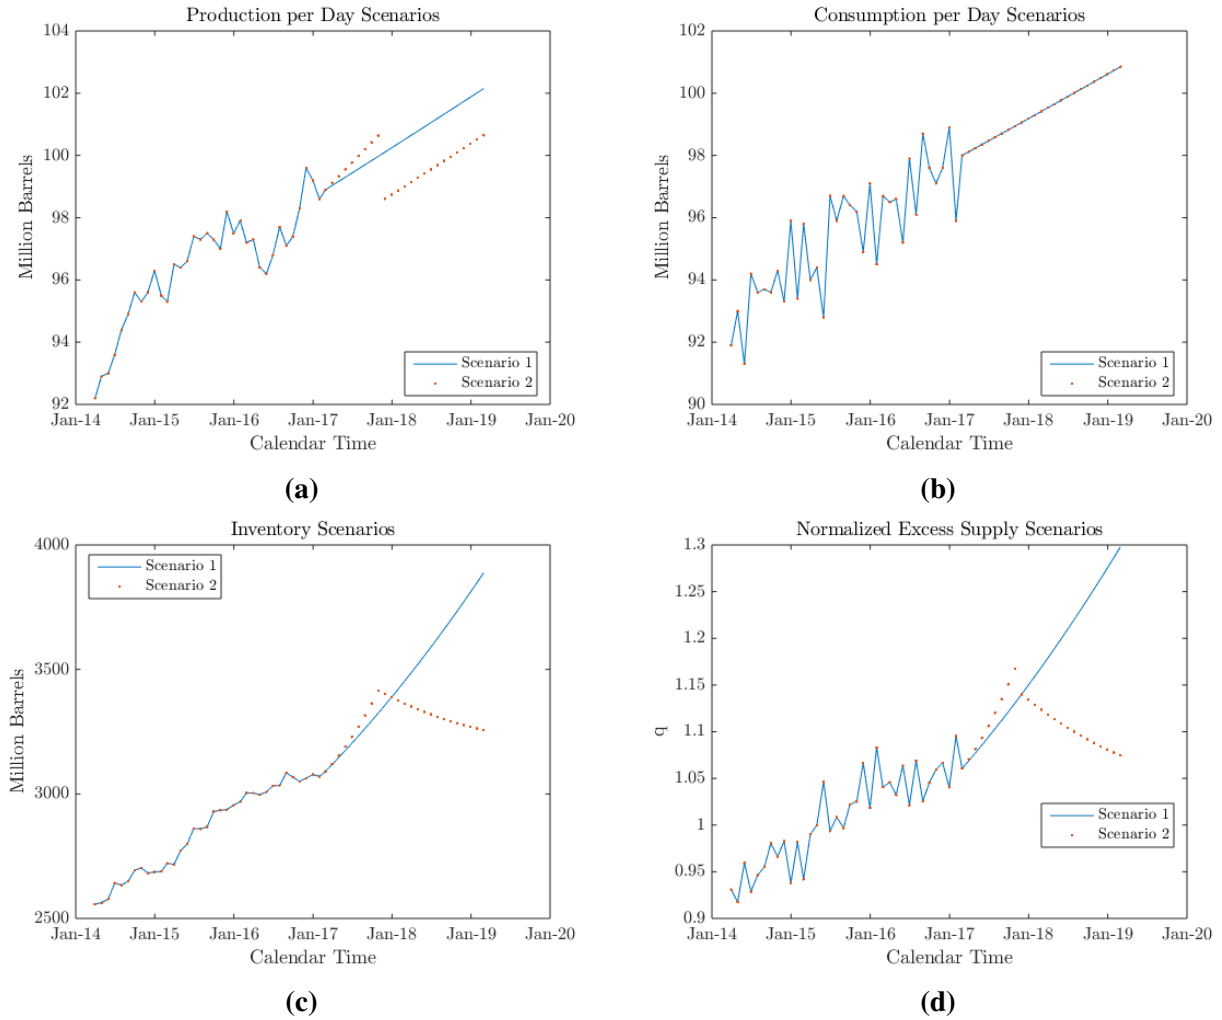 Production per Day Scenarios
104
102
100
98
96
94
92
Million Barrels
Jan-14 Jan-15 Jan-16 Jan-17 Jan-18 Jan-19 Jan-20
Calendar Time
Scenario 1
Scenario 2
(a)
Consumption per Day Scenarios
102
100
98
96
94
92
90
Million Barrels
Jan-14 Jan-15 Jan-16 Jan-17 Jan-18 Jan-19 Jan-20
Calendar Time
Scenario 1
Scenario 2
(b)
Inventory Scenarios
4000
3500
3000
2500
Million Barrels
Jan-14 Jan-15 Jan-16 Jan-17 Jan-18 Jan-19 Jan-20
Calendar Time
Scenario 1
Scenario 2
(c)
Normalized Excess Supply Scenarios
1.3
1.25
1.2
1.15
1.1
1.05
1
0.95
0.9
q
Jan-14 Jan-15 Jan-16 Jan-17 Jan-18 Jan-19 Jan-20
Calendar Time
Scenario 1
Scenario 2
(d)